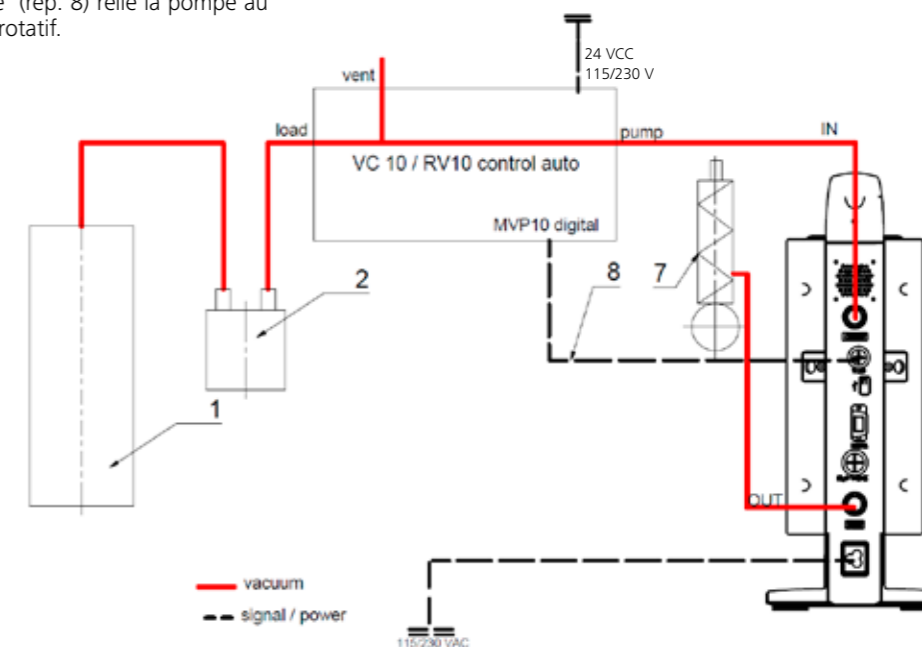 (rép. 8) relie la pompe au
rotatif.
24 VCC
115/230 V
vent
load
pump
IN
VC 10 / RV10 control auto
MVP10 digital
8
7
2
1
OUT
vacuum
signal / power
115/230 VAC